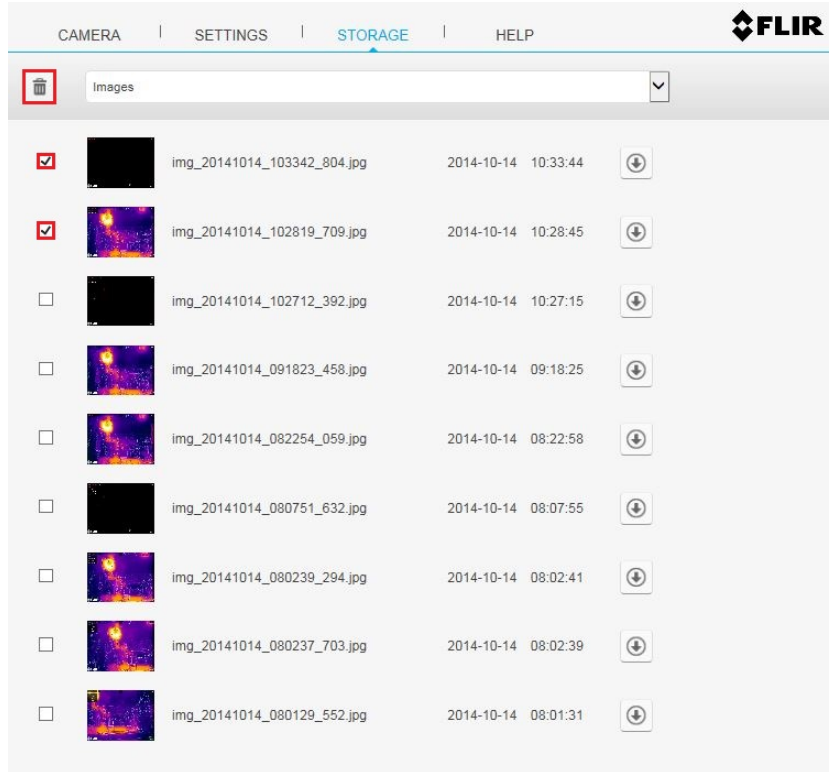 CAMERA | SETTINGS | STORAGE | HELP FLIR
Images
img_20141014_103342_804.jpg 2014-10-14 10:33:44
img_20141014_102819_709.jpg 2014-10-14 10:28:45
img_20141014_102712_392.jpg 2014-10-14 10:27:15
img_20141014_091823_458.jpg 2014-10-14 09:18:25
img_20141014_082254_059.jpg 2014-10-14 08:22:58
img_20141014_080751_632.jpg 2014-10-14 08:07:55
img_20141014_080239_294.jpg 2014-10-14 08:02:41
img_20141014_080237_703.jpg 2014-10-14 08:02:39
img_20141014_080129_552.jpg 2014-10-14 08:01:31